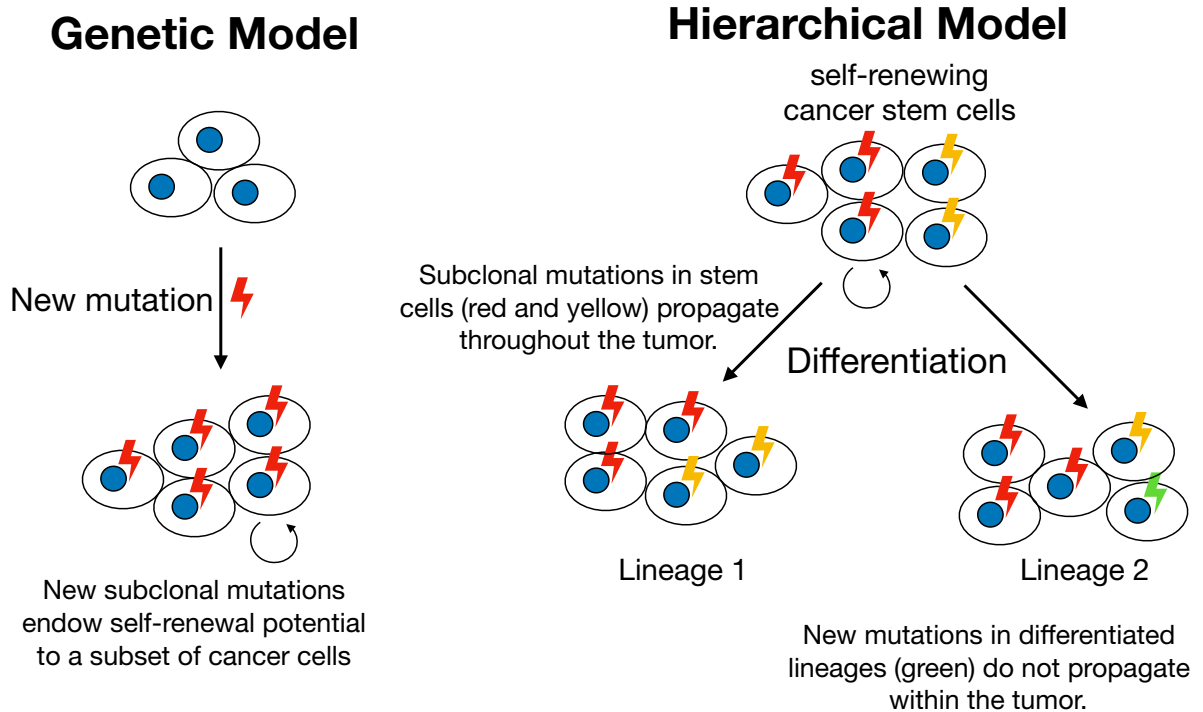 Genetic Model
New mutation
New subclonal mutations
endow self-renewal potential
to a subset of cancer cells
Hierarchical Model
self-renewing
cancer stem cells
Subclonal mutations in stem
cells (red and yellow) propagate
throughout the tumor.
Differentiation
Lineage 1
Lineage 2
New mutations in differentiated
lineages (green) do not propagate
within the tumor.